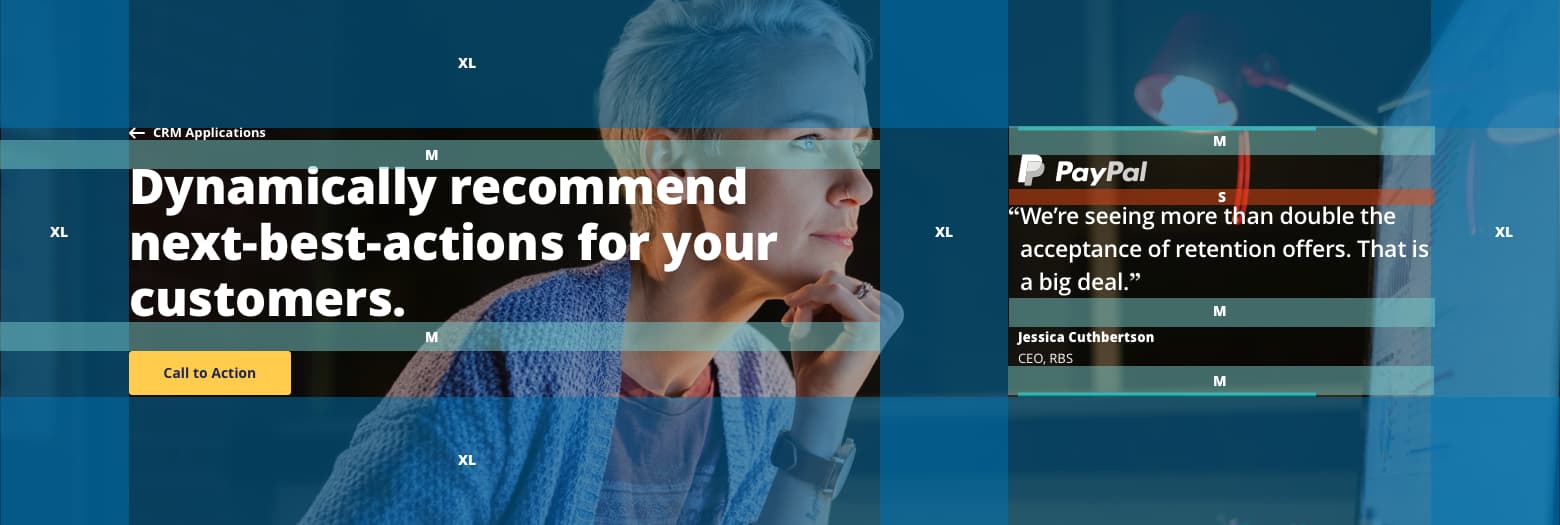 XL
CRM Applications
M
Dynamically recommend
next-best-actions for your
customers.
M
Call to Action
XL
XL
XL
M
PayPal
S
“We’re seeing more than double the
acceptance of retention offers. That is
a big deal.”
M
Jessica Cuthbertson
CEO, RBS
M
XL